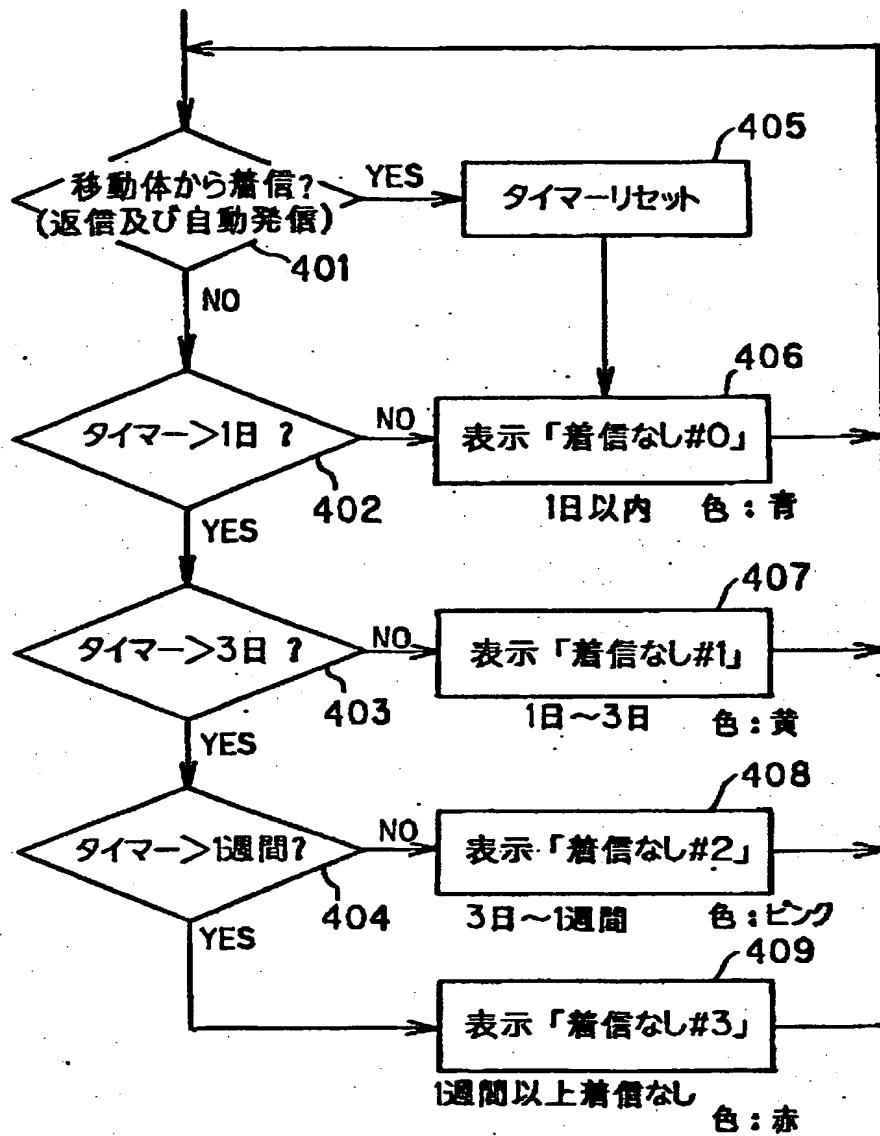 405
移動体から着信?
(返信及び自動発信)
YES
タイマーリセット
401
NO
406
タイマー>1日 ?
NO
表示「着信なし#0」
402
1日以内 色:青
YES
407
タイマー>3日 ?
NO
表示「着信なし#1」
403
1日~3日 色:黄
YES
408
タイマー>1週間?
NO
表示「着信なし#2」
404
3日~1週間 色:ピンク
YES
409
表示「着信なし#3」
1週間以上着信なし
色:赤